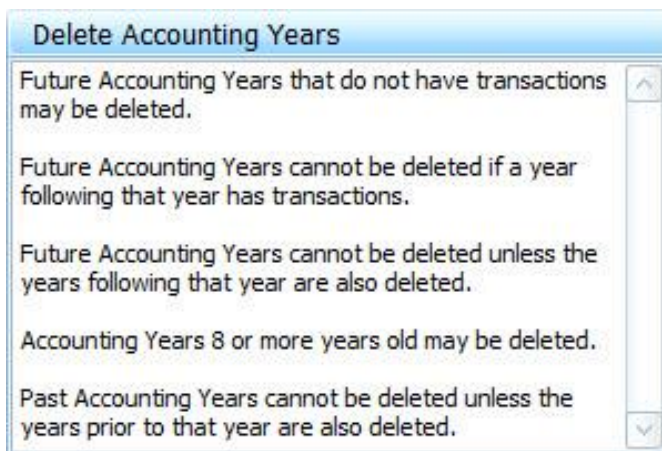 Delete Accounting Years
Future Accounting Years that do not have transactions
may be deleted.
Future Accounting Years cannot be deleted if a year
following that year has transactions.
Future Accounting Years cannot be deleted unless the
years following that year are also deleted.
Accounting Years 8 or more years old may be deleted.
Past Accounting Years cannot be deleted unless the
years prior to that year are also deleted.